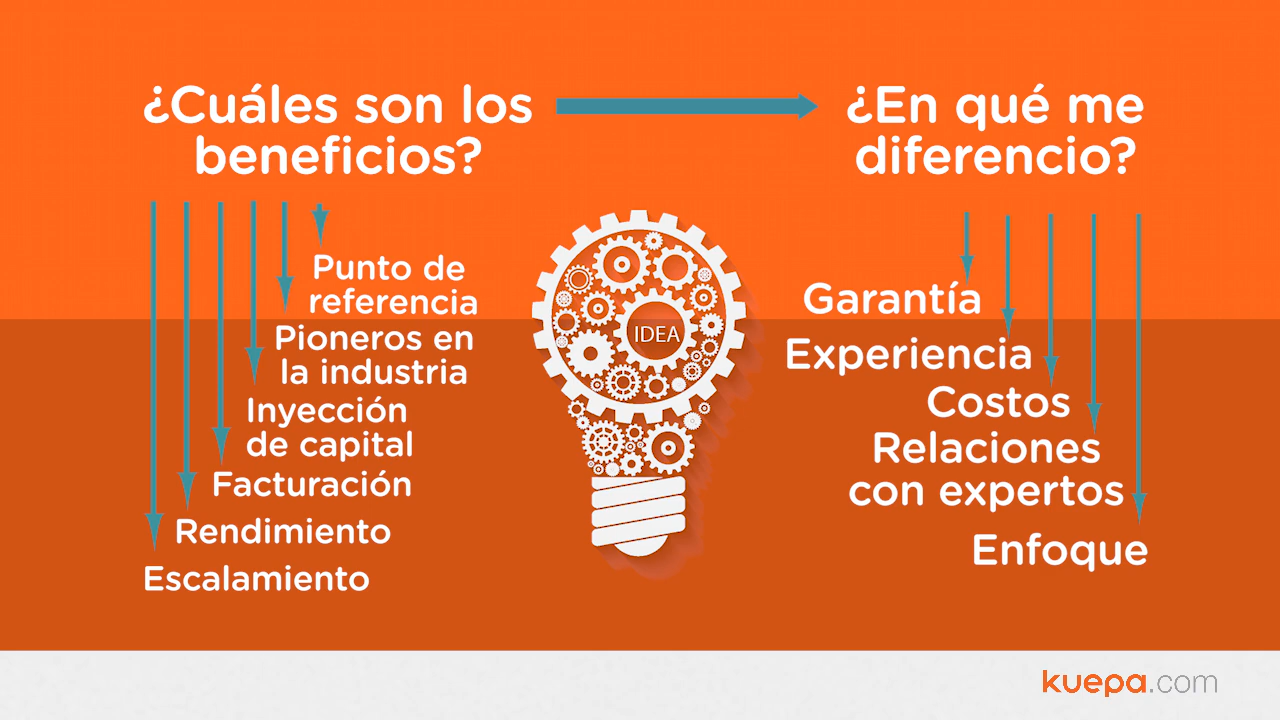 ¿Cuáles son los
beneficios?
Punto de
referencia
Pioneros en
la industria
Inyección
de capital
Facturación
Rendimiento
Escalamiento
IDEA
¿En qué me
diferencio?
Garantía
Experiencia
Costos
Relaciones
con expertos
Enfoque
kuepa.com